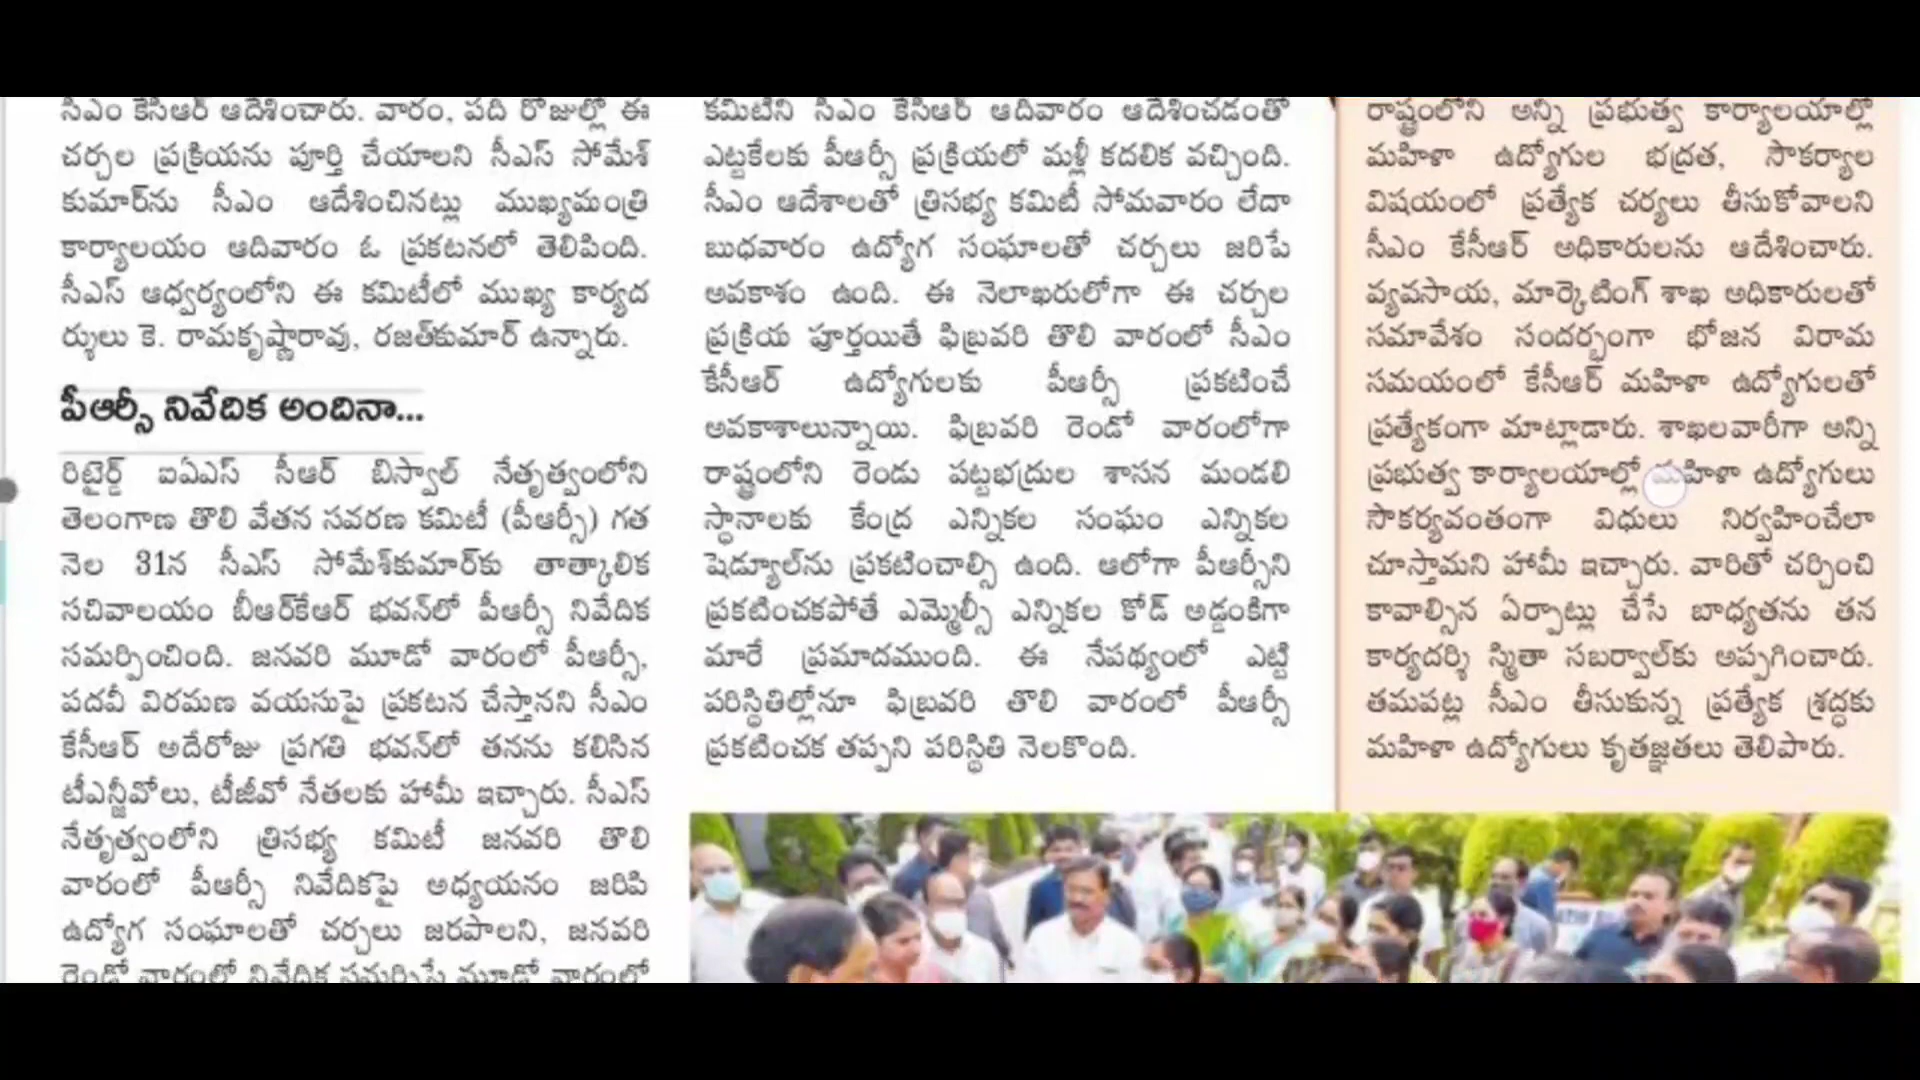 సీఎం కేసీఆర్ ఆదేశించారు. వారం, పది రోజుల్లో ఈ
చర్చల ప్రక్రియను పూర్తి చేయాలని సీఎస్ సోమేశ్
కుమార్‌ను సీఎం ఆదేశించినట్లు ముఖ్యమంత్రి
కార్యాలయం ఆదివారం ఓ ప్రకటనలో తెలిపింది.
సీఎస్ ఆధ్వర్యంలోని ఈ కమిటీలో ముఖ్య కార్యద
ర్శులు కె. రామకృష్ణారావు, రజత్‌కుమార్ ఉన్నారు.
పీఆర్సీ నివేదిక అందినా...
రిటైర్డ్ ఐఏఎస్ సీఆర్ బిస్వాల్ నేతృత్వంలోని
తెలంగాణ తొలి వేతన సవరణ కమిటీ (పీఆర్సీ) గత
నెల 31న సీఎస్ సోమేశ్‌కుమార్‌కు తాత్కాలిక
సచివాలయం బీఆర్‌కేఆర్ భవన్‌లో పీఆర్సీ నివేదిక
సమర్పించింది. జనవరి మూడో వారంలో పీఆర్సీ,
పదవీ విరమణ వయసుపై ప్రకటన చేస్తానని సీఎం
కేసీఆర్ అదేరోజు ప్రగతి భవన్‌లో తనను కలిసిన
టీఎన్జీవోలు, టీజీవో నేతలకు హామీ ఇచ్చారు. సీఎస్
నేతృత్వంలోని త్రిసభ్య కమిటీ జనవరి తొలి
వారంలో పీఆర్సీ నివేదికపై అధ్యయనం జరిపి
ఉద్యోగ సంఘాలతో చర్చలు జరపాలని, జనవరి
రెండో వారంలో నివేదిక సమర్పిస్తే మూడో వారంలో
కమిటీని సీఎం కేసీఆర్ ఆదివారం ఆదేశించడంతో
ఎట్టకేలకు పీఆర్సీ ప్రక్రియలో మళ్లీ కదలిక వచ్చింది.
సీఎం ఆదేశాలతో త్రిసభ్య కమిటీ సోమవారం లేదా
బుధవారం ఉద్యోగ సంఘాలతో చర్చలు జరిపే
అవకాశం ఉంది. ఈ నెలాఖరులోగా ఈ చర్చల
ప్రక్రియ పూర్తయితే ఫిబ్రవరి తొలి వారంలో సీఎం
కేసీఆర్ ఉద్యోగులకు పీఆర్సీ ప్రకటించే
అవకాశాలున్నాయి. ఫిబ్రవరి రెండో వారంలోగా
రాష్ట్రంలోని రెండు పట్టభద్రుల శాసన మండలి
స్థానాలకు కేంద్ర ఎన్నికల సంఘం ఎన్నికల
షెడ్యూల్‌ను ప్రకటించాల్సి ఉంది. ఆలోగా పీఆర్సీని
ప్రకటించకపోతే ఎమ్మెల్సీ ఎన్నికల కోడ్ అడ్డంకిగా
మారే ప్రమాదముంది. ఈ నేపథ్యంలో ఎట్టి
పరిస్థితిల్లోనూ ఫిబ్రవరి తొలి వారంలో పీఆర్సీ
ప్రకటించక తప్పని పరిస్థితి నెలకొంది.
రాష్ట్రంలోని అన్ని ప్రభుత్వ కార్యాలయాల్లో
మహిళా ఉద్యోగుల భద్రత, సౌకర్యాల
విషయంలో ప్రత్యేక చర్యలు తీసుకోవాలని
సీఎం కేసీఆర్ అధికారులను ఆదేశించారు.
వ్యవసాయ, మార్కెటింగ్ శాఖ అధికారులతో
సమావేశం సందర్భంగా భోజన విరామ
సమయంలో కేసీఆర్ మహిళా ఉద్యోగులతో
ప్రత్యేకంగా మాట్లాడారు. శాఖలవారీగా అన్ని
ప్రభుత్వ కార్యాలయాల్లో మహిళా ఉద్యోగులు
సౌకర్యవంతంగా విధులు నిర్వహించేలా
చూస్తామని హామీ ఇచ్చారు. వారితో చర్చించి
కావాల్సిన ఏర్పాట్లు చేసే బాధ్యతను తన
కార్యదర్శి స్మితా సబర్వాల్‌కు అప్పగించారు.
తమపట్ల సీఎం తీసుకున్న ప్రత్యేక శ్రద్ధకు
మహిళా ఉద్యోగులు కృతజ్ఞతలు తెలిపారు.